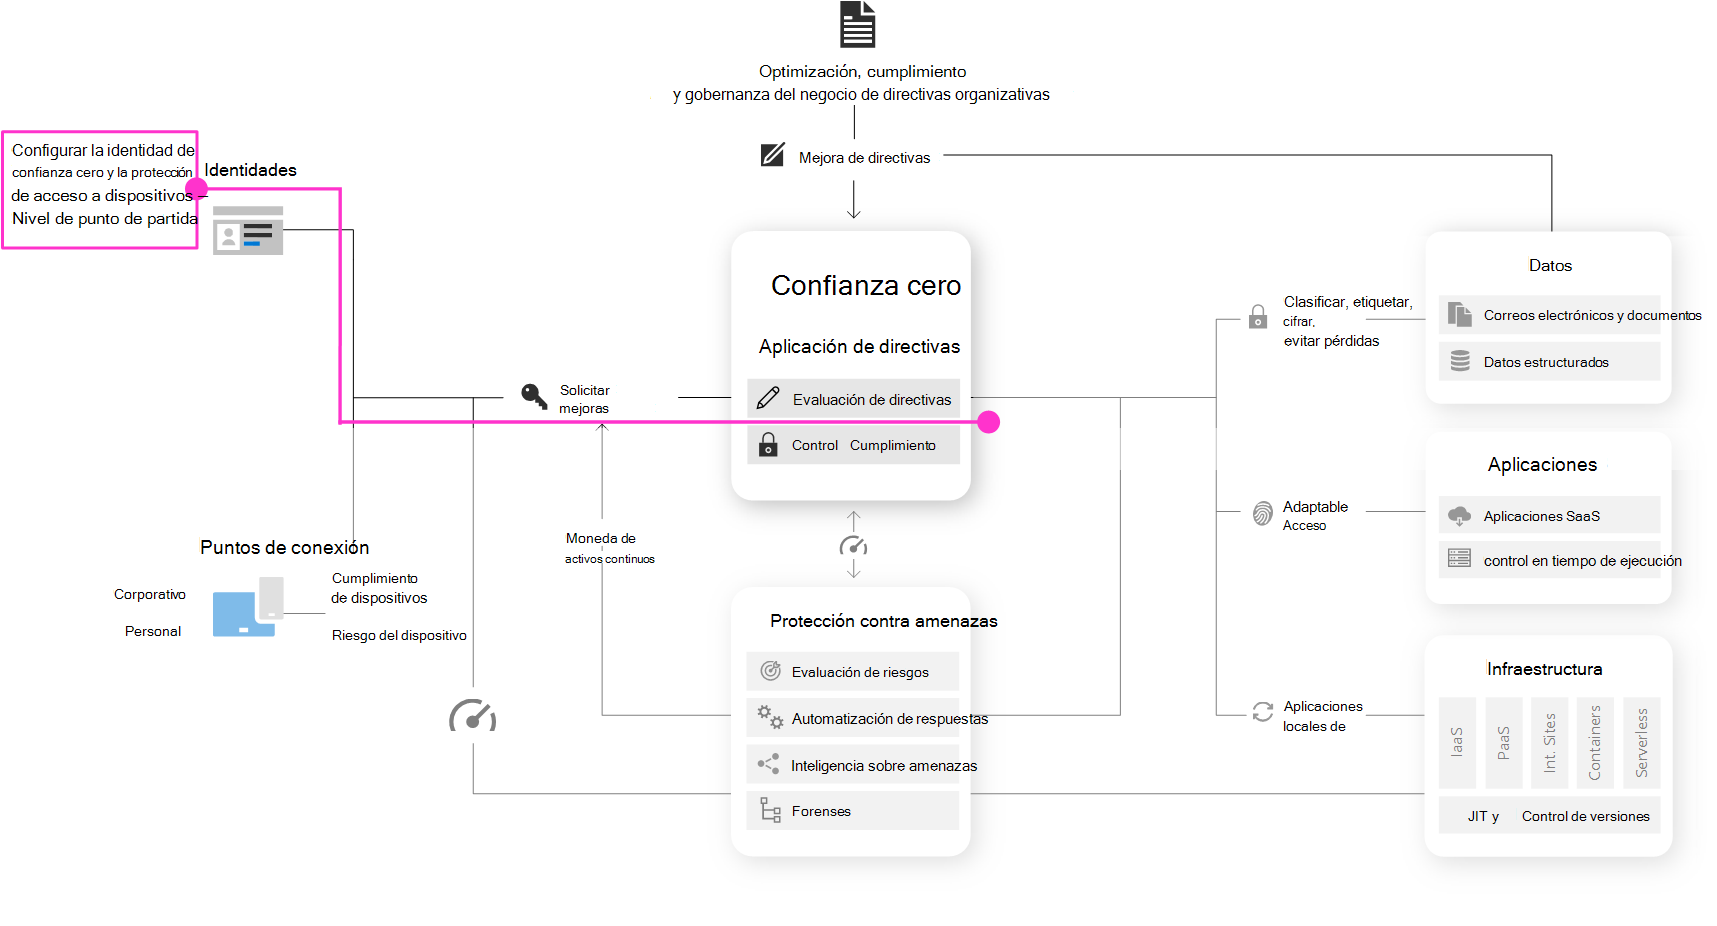 Optimización, cumplimiento
y gobernanza del negocio de directivas organizativas
Mejora de directivas
Configurar la identidad de
confianza cero y la protección
de acceso a dispositivos –
Nivel de punto de partida
Identidades
Confianza cero
Aplicación de directivas
Evaluación de directivas
Control Cumplimiento
Solicitar
mejoras
Moneda de
activos continuos
Puntos de conexión
Corporativo
Personal
Cumplimiento
de dispositivos
Riesgo del dispositivo
Protección contra amenazas
Evaluación de riesgos
Automatización de respuestas
Inteligencia sobre amenazas
Forenses
Clasificar, etiquetar,
cifrar,
evitar pérdidas
Adaptable
Acceso
Aplicaciones
locales de
Datos
Correos electrónicos y documentos
Datos estructurados
Aplicaciones
Aplicaciones SaaS
control en tiempo de ejecución
Infraestructura
IaaS
PaaS
Int. Sites
Containers
Serverless
JIT y Control de versiones